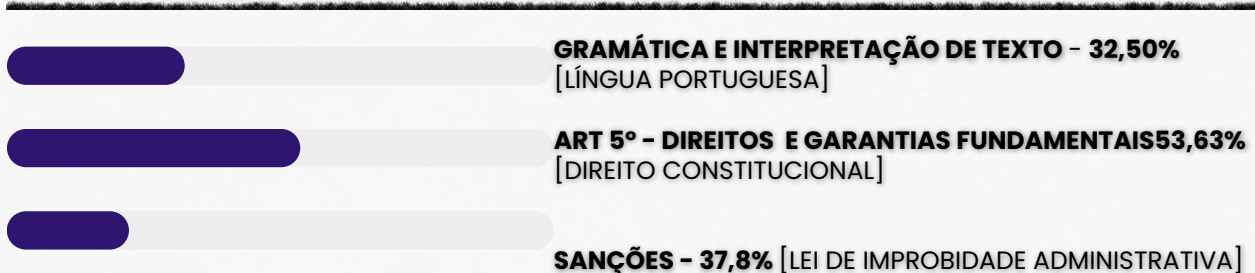 GRAMÁTICA E INTERPRETAÇÃO DE TEXTO - 32,50%
[LÍNGUA PORTUGUESA]
ART 5º - DIREITOS E GARANTIAS FUNDAMENTAIS53,63%
[DIREITO CONSTITUCIONAL]
SANÇÕES - 37,8% [LEI DE IMPROBIDADE ADMINISTRATIVA]